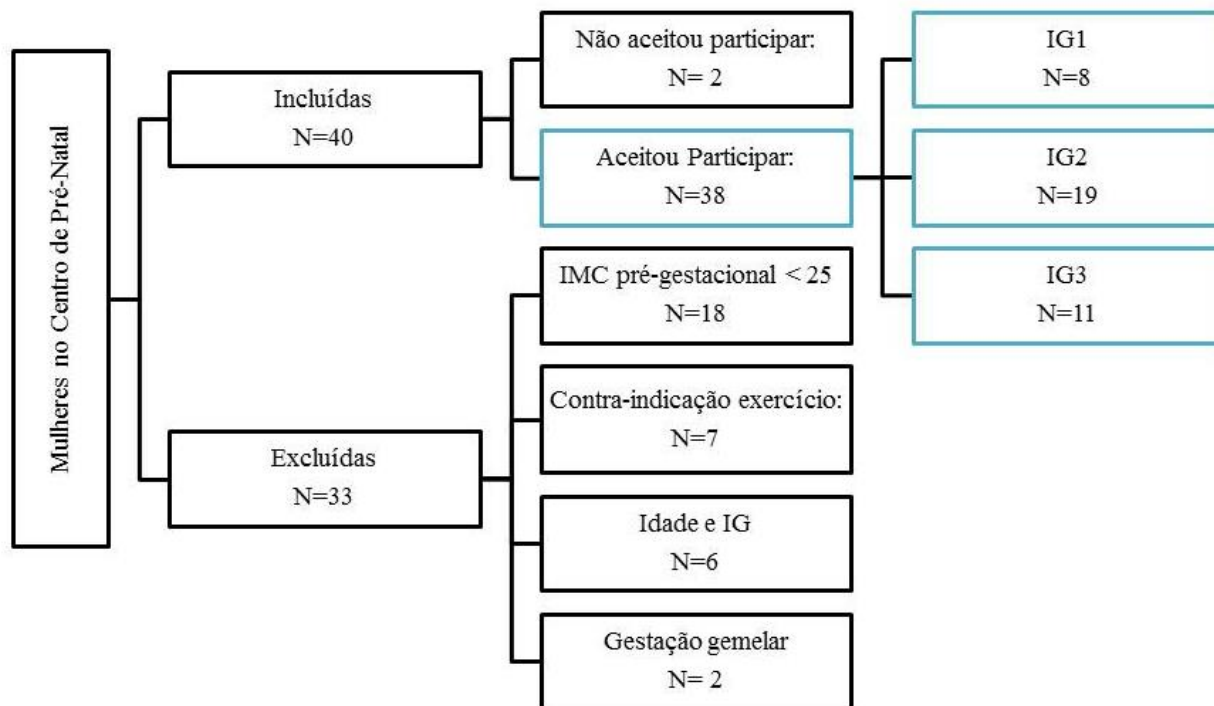 Mulheres no Centro de Pré-Natal
Incluídas
N=40
Não aceitou participar:
N= 2
Aceitou Participar:
N=38
IG1
N=8
IG2
N=19
IG3
N=11
Excluídas
N=33
IMC pré-gestacional < 25
N=18
Contra-indicação exercício:
N=7
Idade e IG
N=6
Gestação gemelar
N= 2